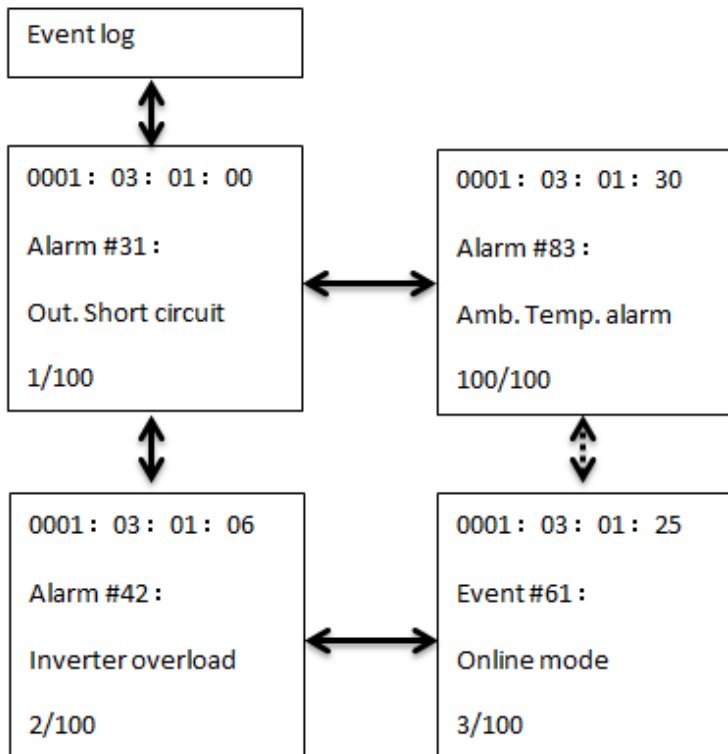 Event log
0001: 03: 01: 00
Alarm #31:
Out. Short circuit
1/100
0001: 03: 01: 30
Alarm #83:
Amb. Temp. alarm
100/100
0001: 03: 01: 06
Alarm #42:
Inverter overload
2/100
0001: 03: 01: 25
Event #61:
Online mode
3/100